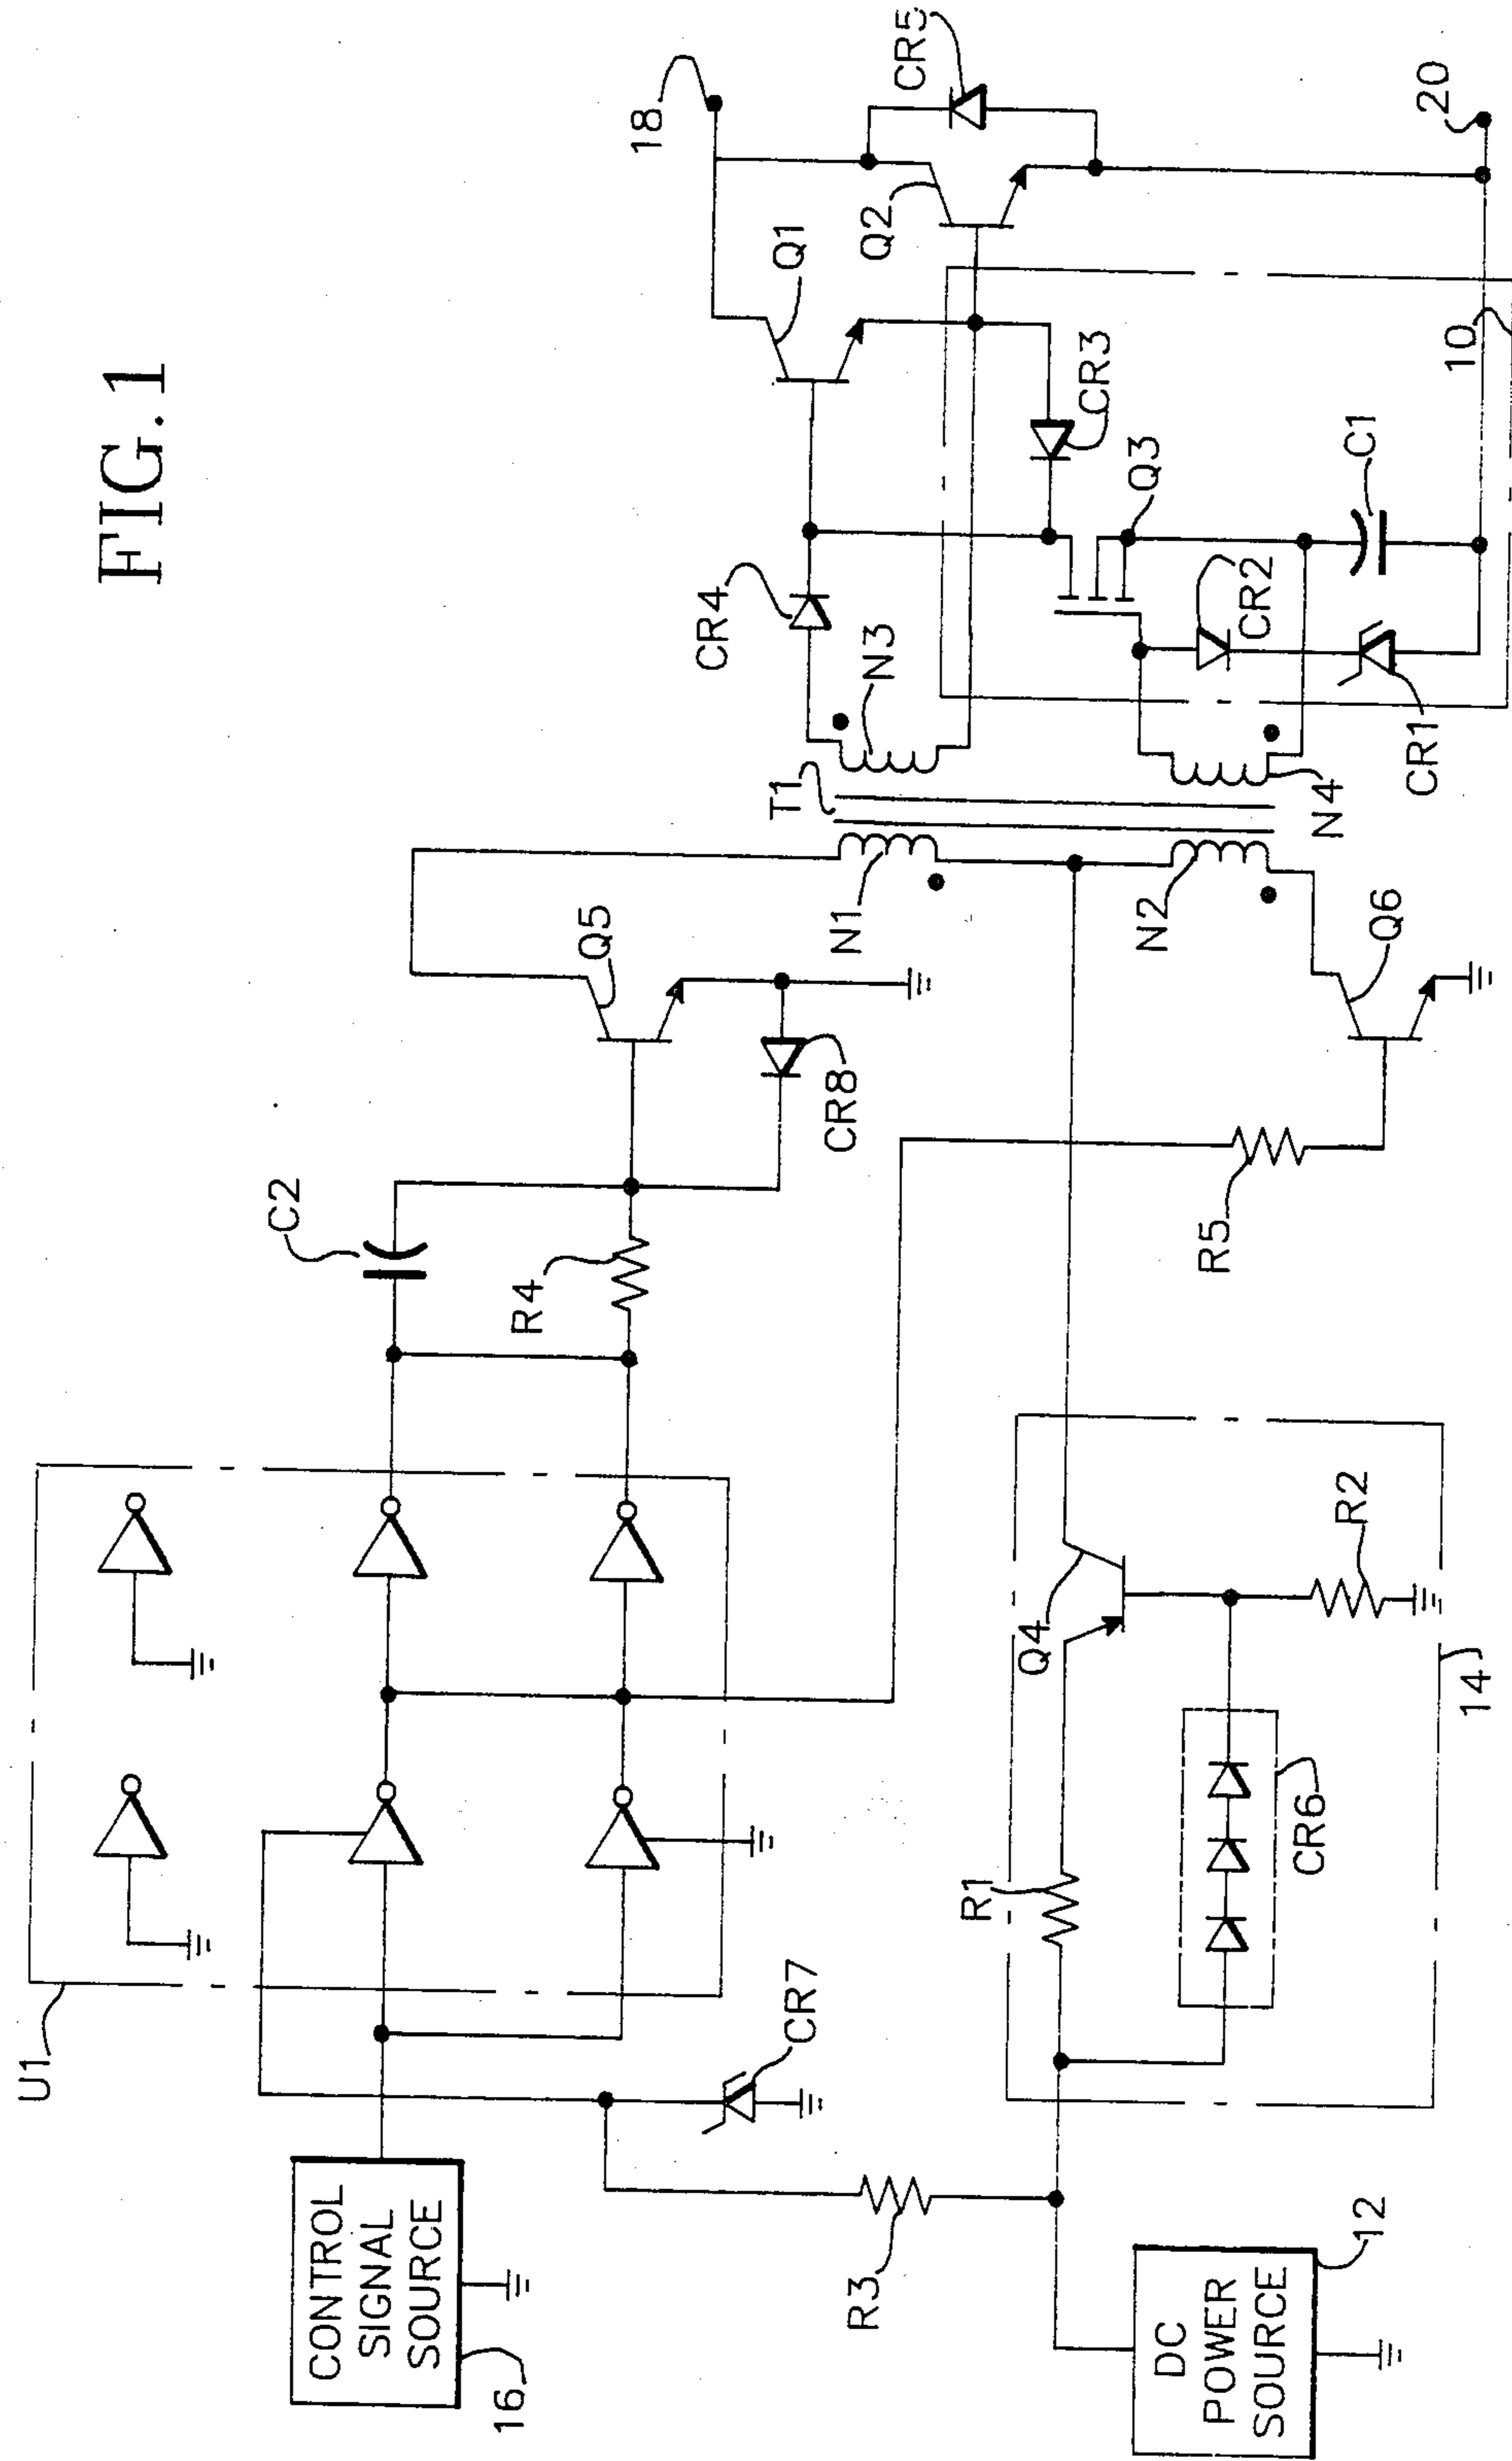 FIG. 1
U1
CONTROL
SIGNAL
SOURCE
16
CR7
R3
DC
POWER
SOURCE
12
C2
R4
Q5
CR8
R5
R1
Q4
R2
CR6
14
T1
N1
N2
Q6
N3
N4
CR4
Q1
18
Q2
CR5
CR3
Q3
CR2
C1
CR1
10
20